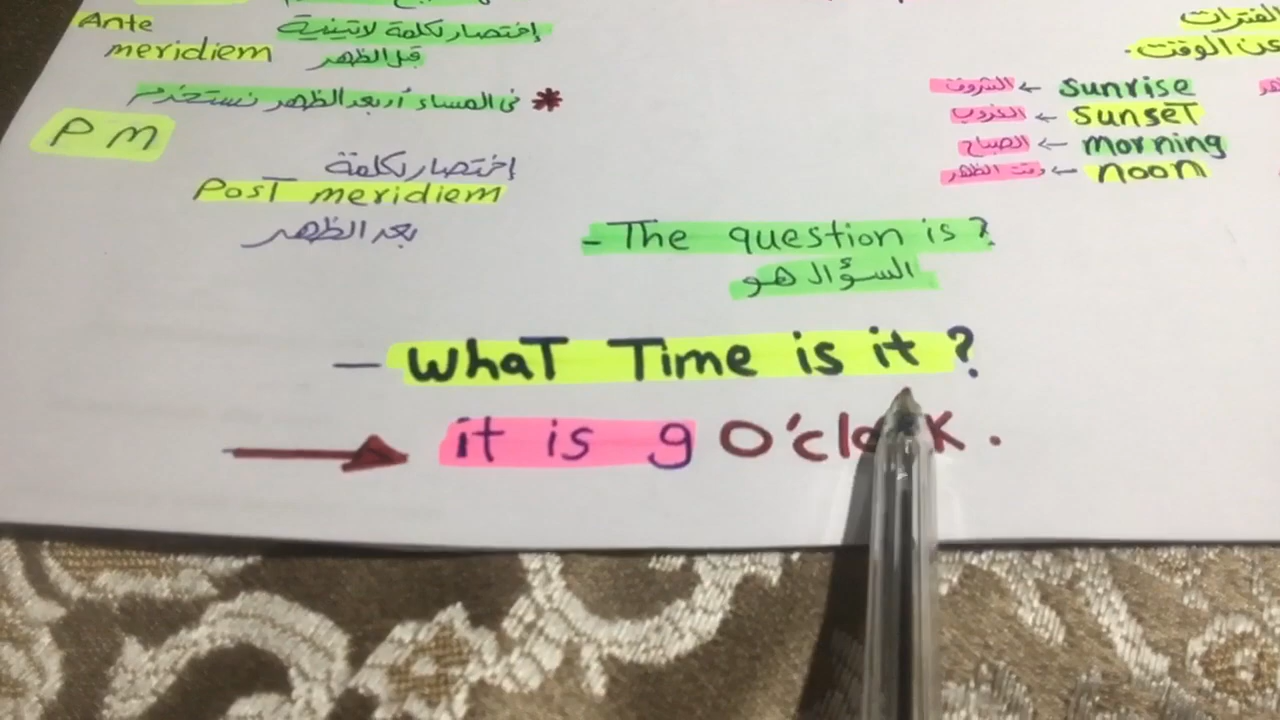 Ante
meridiem
إختصار لكلمة لاتينية
قبل الظهر
* فى المساء أو بعد الظهر نستخدم
PM
إختصار لكلمة
Post meridiem
بعد الظهر
الفترات
عن الوقت.
sunrise ← الشروق
sunset ← الغروب
morning ← الصباح
noon ← وقت الظهر
- The question is?
السؤال هو
- What Time is it?
it is 9 O'clock.